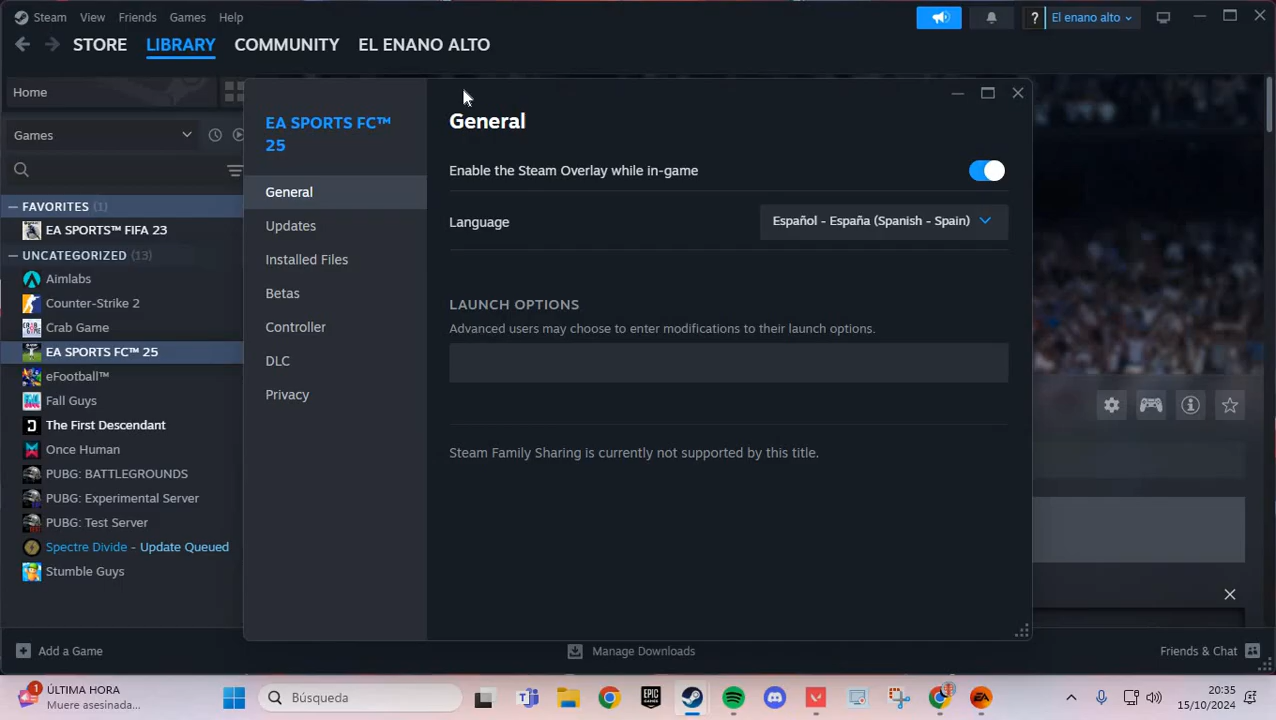 Steam View Friends Games Help
? El enano alto
STORE LIBRARY COMMUNITY EL ENANO ALTO
Home
Games
FAVORITES (1)
EA SPORTS™ FIFA 23
UNCATEGORIZED (13)
Aimlabs
Counter-Strike 2
Crab Game
EA SPORTS FC™ 25
eFootball™
Fall Guys
The First Descendant
Once Human
PUBG: BATTLEGROUNDS
PUBG: Experimental Server
PUBG: Test Server
Spectre Divide - Update Queued
Stumble Guys
EA SPORTS FC™
25
General
Updates
Installed Files
Betas
Controller
DLC
Privacy
General
Enable the Steam Overlay while in-game
Language
Español - España (Spanish - Spain)
LAUNCH OPTIONS
Advanced users may choose to enter modifications to their launch options.
Steam Family Sharing is currently not supported by this title.
Add a Game
Manage Downloads
Friends & Chat
1
ÚLTIMA HORA
Muere asesinada...
Búsqueda
EPIC
EA
20:35
15/10/2024